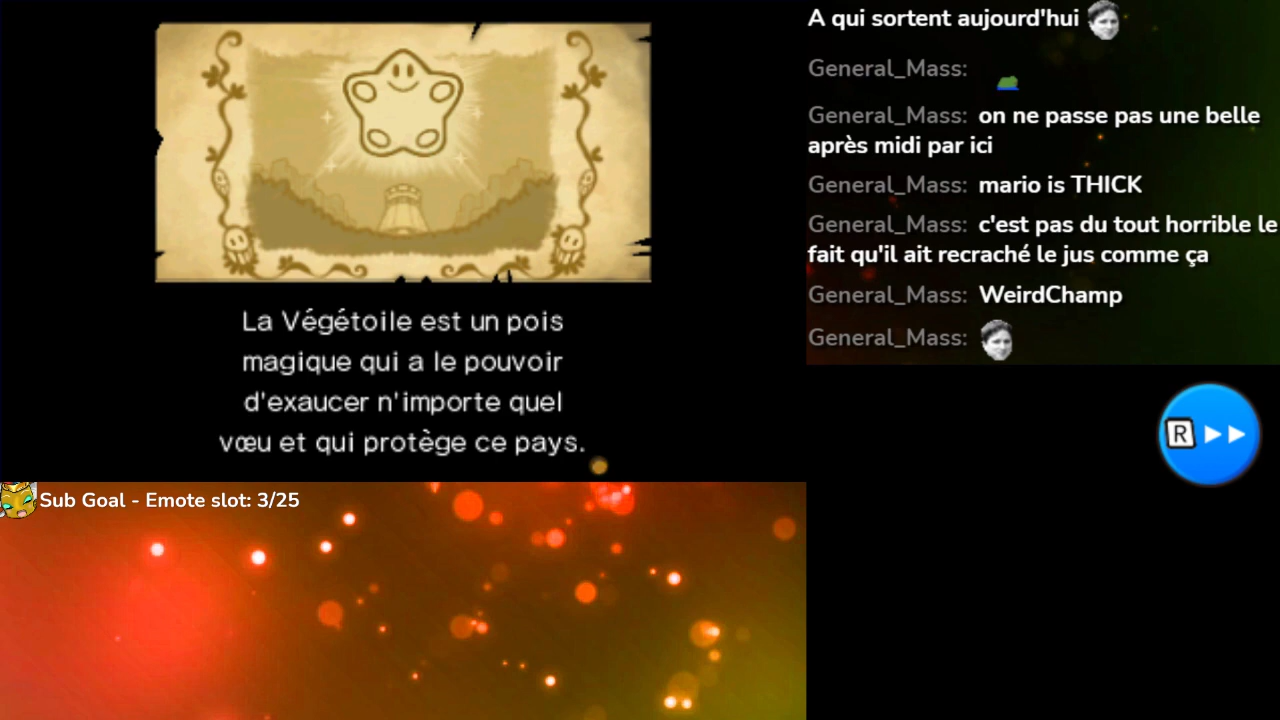 La Végétoile est un pois
magique qui a le pouvoir
d'exaucer n'importe quel
vœu et qui protège ce pays.
A qui sortent aujourd'hui
General_Mass:
General_Mass: on ne passe pas une belle
après midi par ici
General_Mass: mario is THICK
General_Mass: c'est pas du tout horrible le
fait qu'il ait recraché le jus comme ça
General_Mass: WeirdChamp
General_Mass:
R
Sub Goal - Emote slot: 3/25